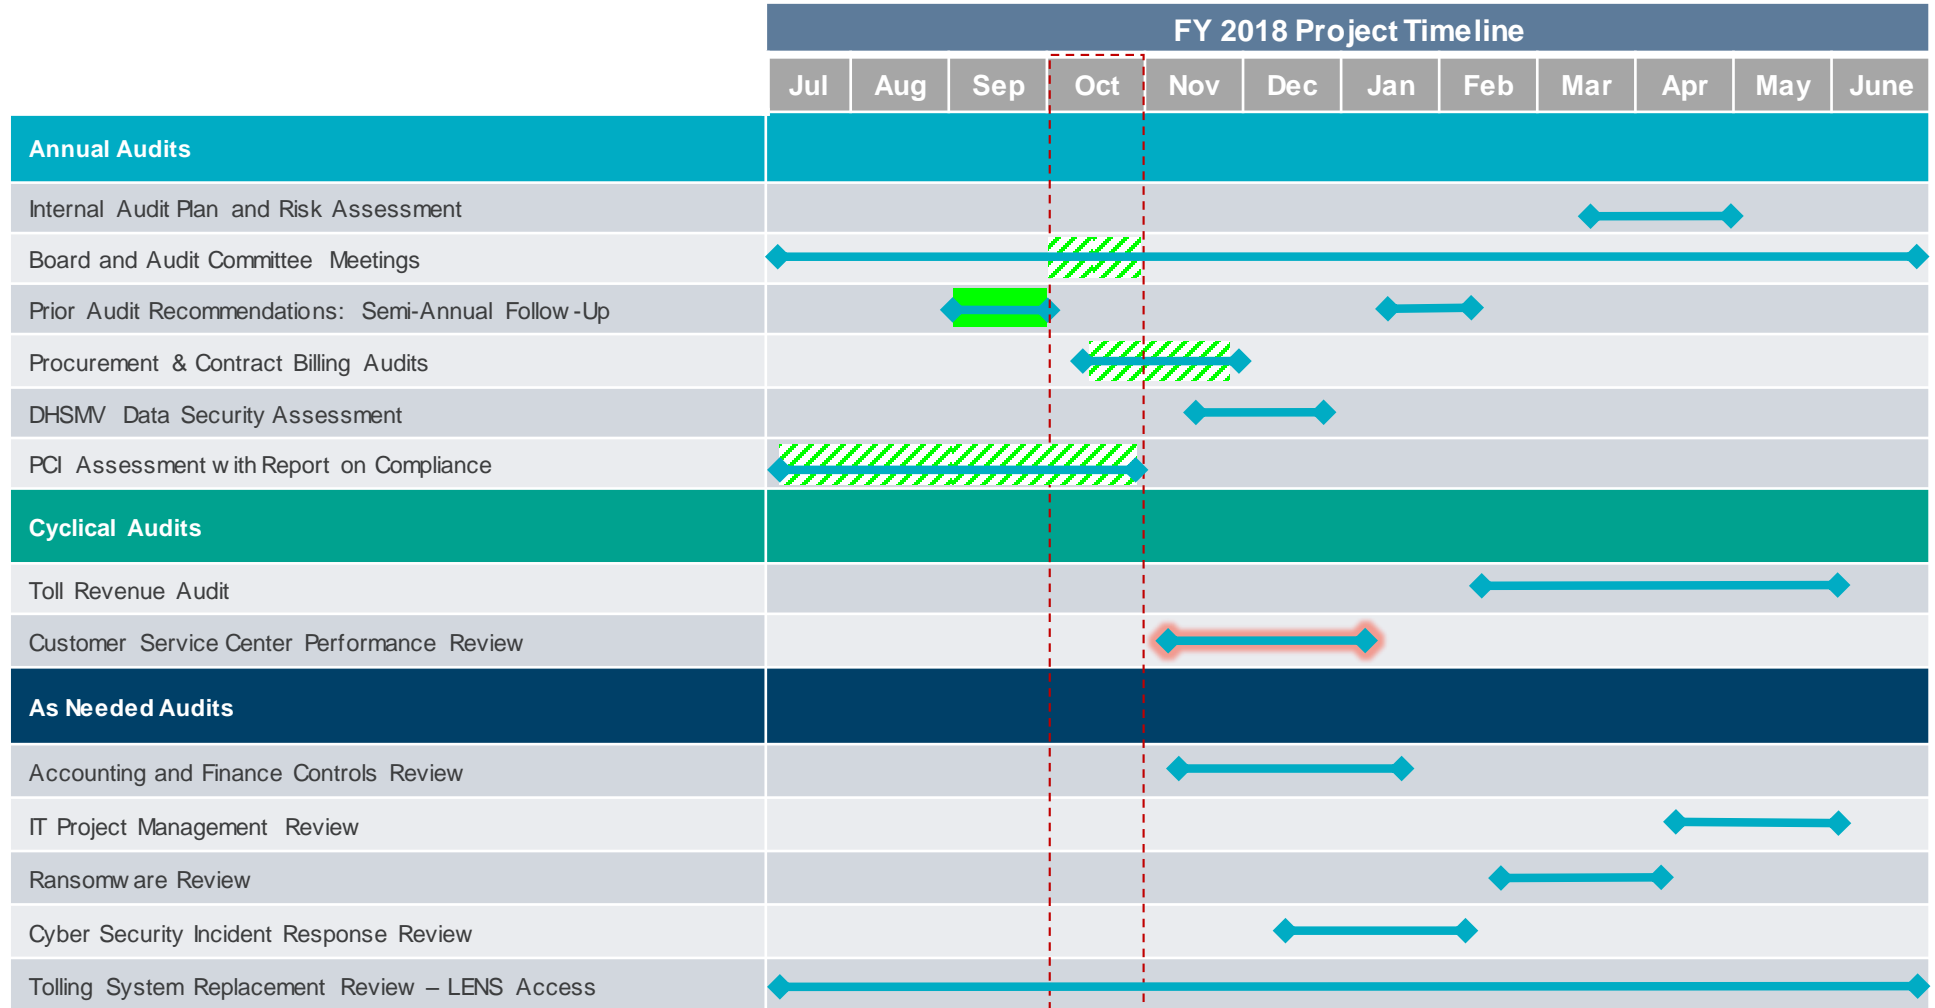 FY 2018 Project Timeline
Jul Aug Sep Oct Nov Dec Jan Feb Mar Apr May June
Annual Audits
Internal Audit Plan and Risk Assessment
Board and Audit Committee Meetings
Prior Audit Recommendations: Semi-Annual Follow-Up
Procurement & Contract Billing Audits
DHSMV Data Security Assessment
PCI Assessment with Report on Compliance
Cyclical Audits
Toll Revenue Audit
Customer Service Center Performance Review
As Needed Audits
Accounting and Finance Controls Review
IT Project Management Review
Ransomware Review
Cyber Security Incident Response Review
Tolling System Replacement Review – LENS Access